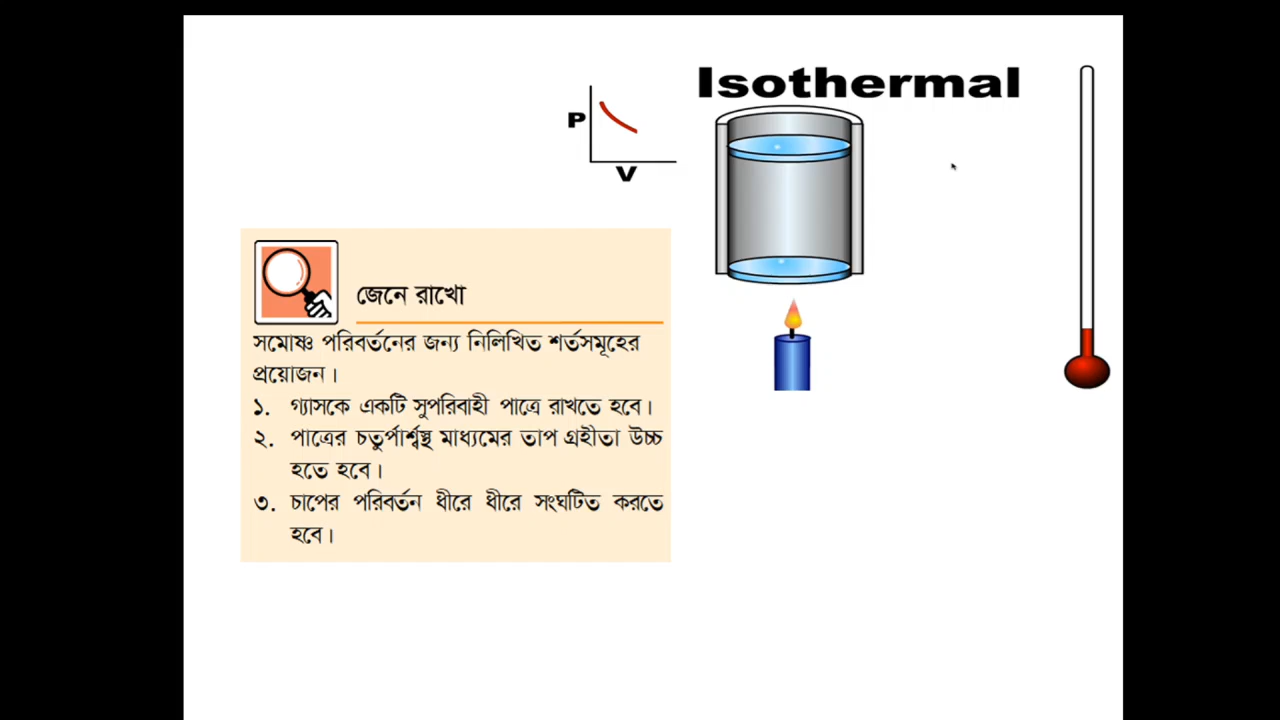 Isothermal
P
V
জেনে রাখো
সমোষ্ণ পরিবর্তনের জন্য নিলিখিত শর্তসমূহের
প্রয়োজন।
১. গ্যাসকে একটি সুপরিবাহী পাত্রে রাখতে হবে।
২. পাত্রের চতুর্পার্শ্বস্থ মাধ্যমের তাপ গ্রহীতা উচ্চ
হতে হবে।
৩. চাপের পরিবর্তন ধীরে ধীরে সংঘটিত করতে
হবে।